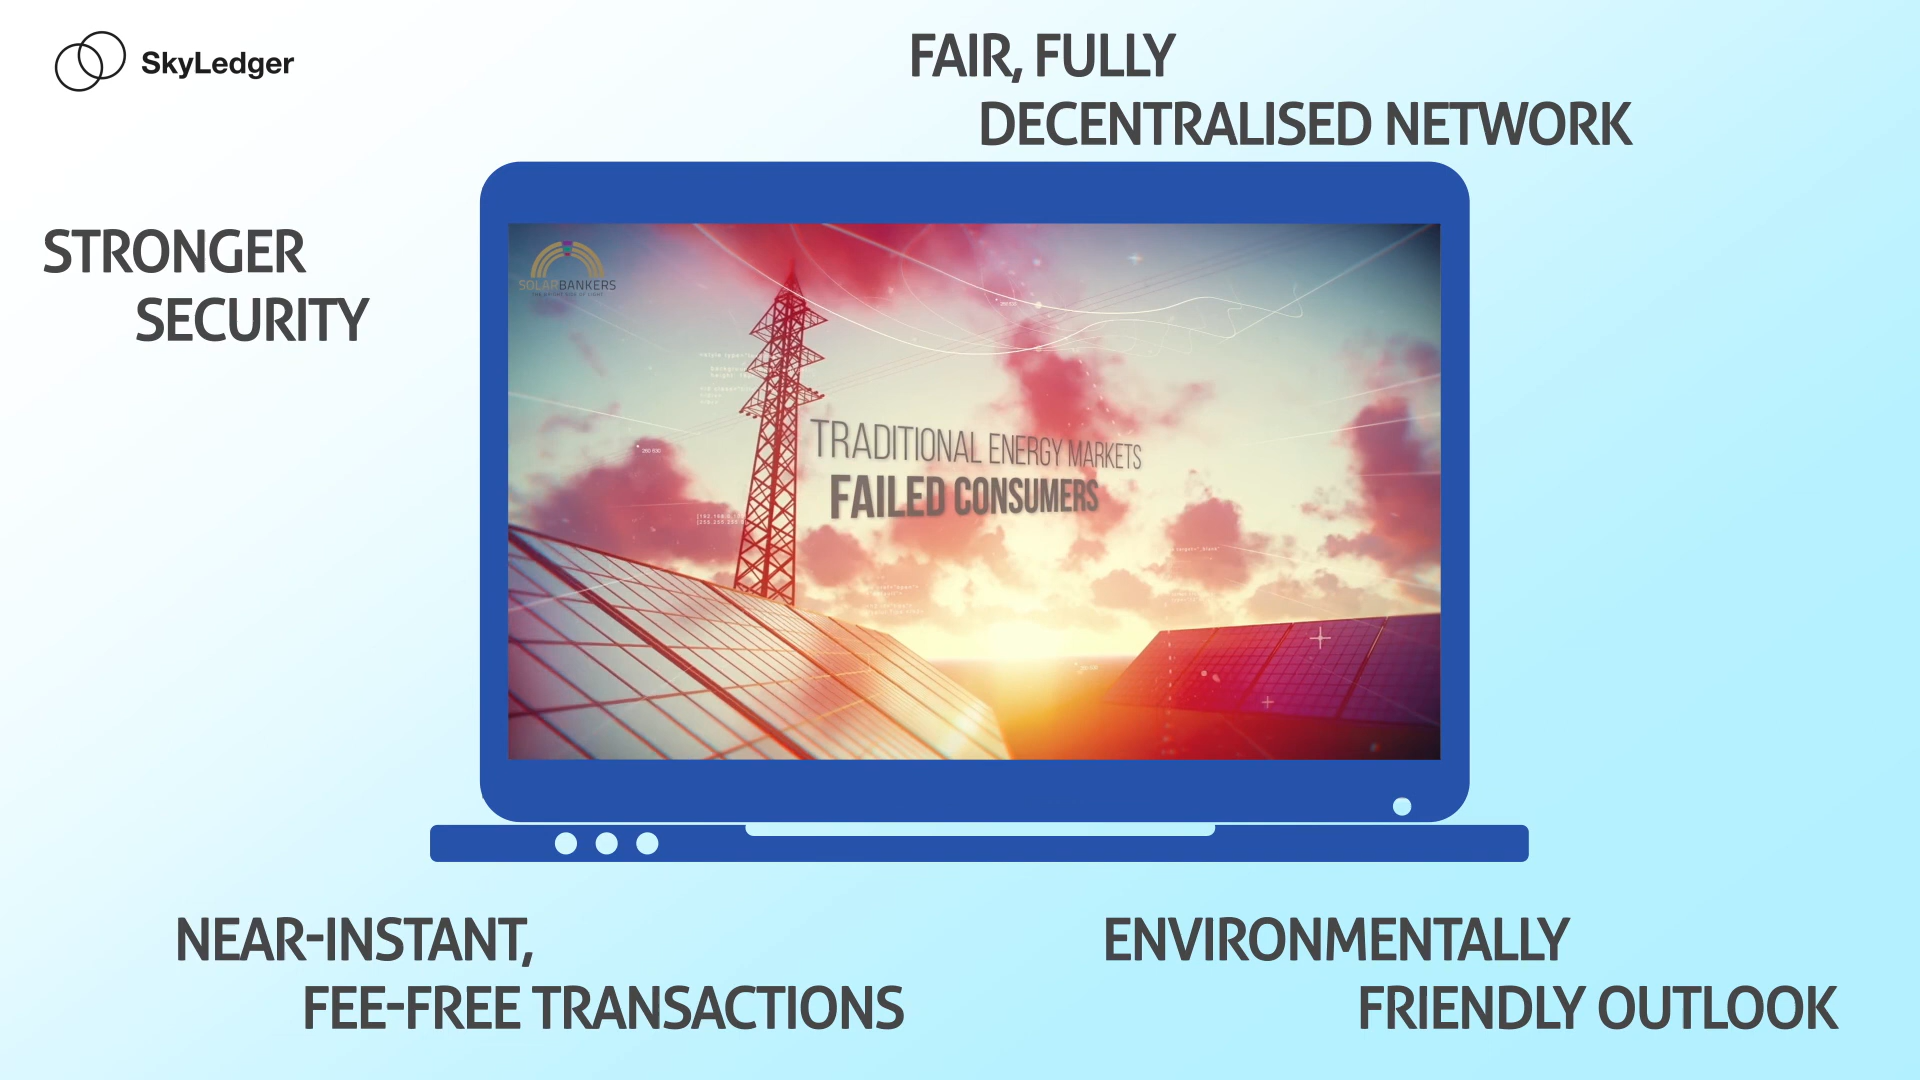 SkyLedger
FAIR, FULLY
DECENTRALISED NETWORK
STRONGER
SECURITY
SOLARBANKERS
TRADITIONAL ENERGY MARKETS
FAILED CONSUMERS
NEAR-INSTANT,
FEE-FREE TRANSACTIONS
ENVIRONMENTALLY
FRIENDLY OUTLOOK